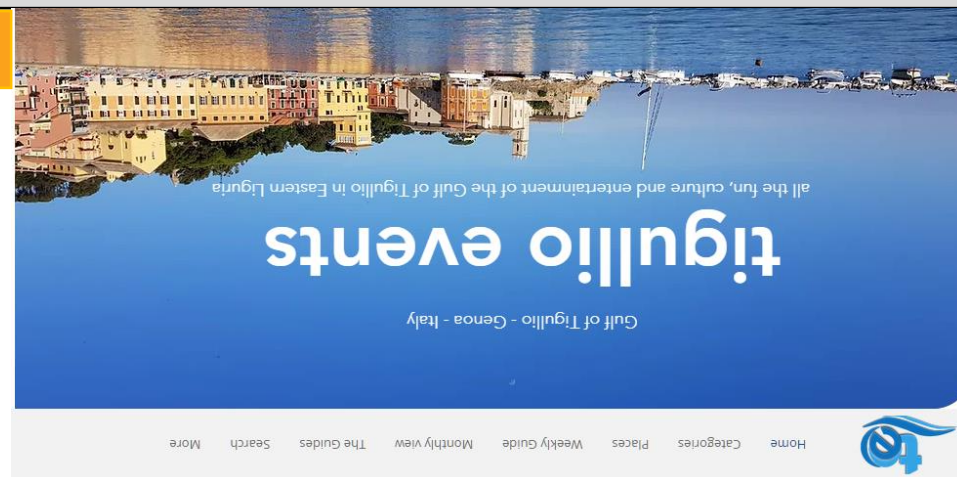 te
Home Categories Places Weekly Guide Monthly view The Guides Search More
Gulf of Tigullio - Genoa - Italy
tigullio events
all the fun, culture and entertainment of the Gulf of Tigullio in Eastern Liguria